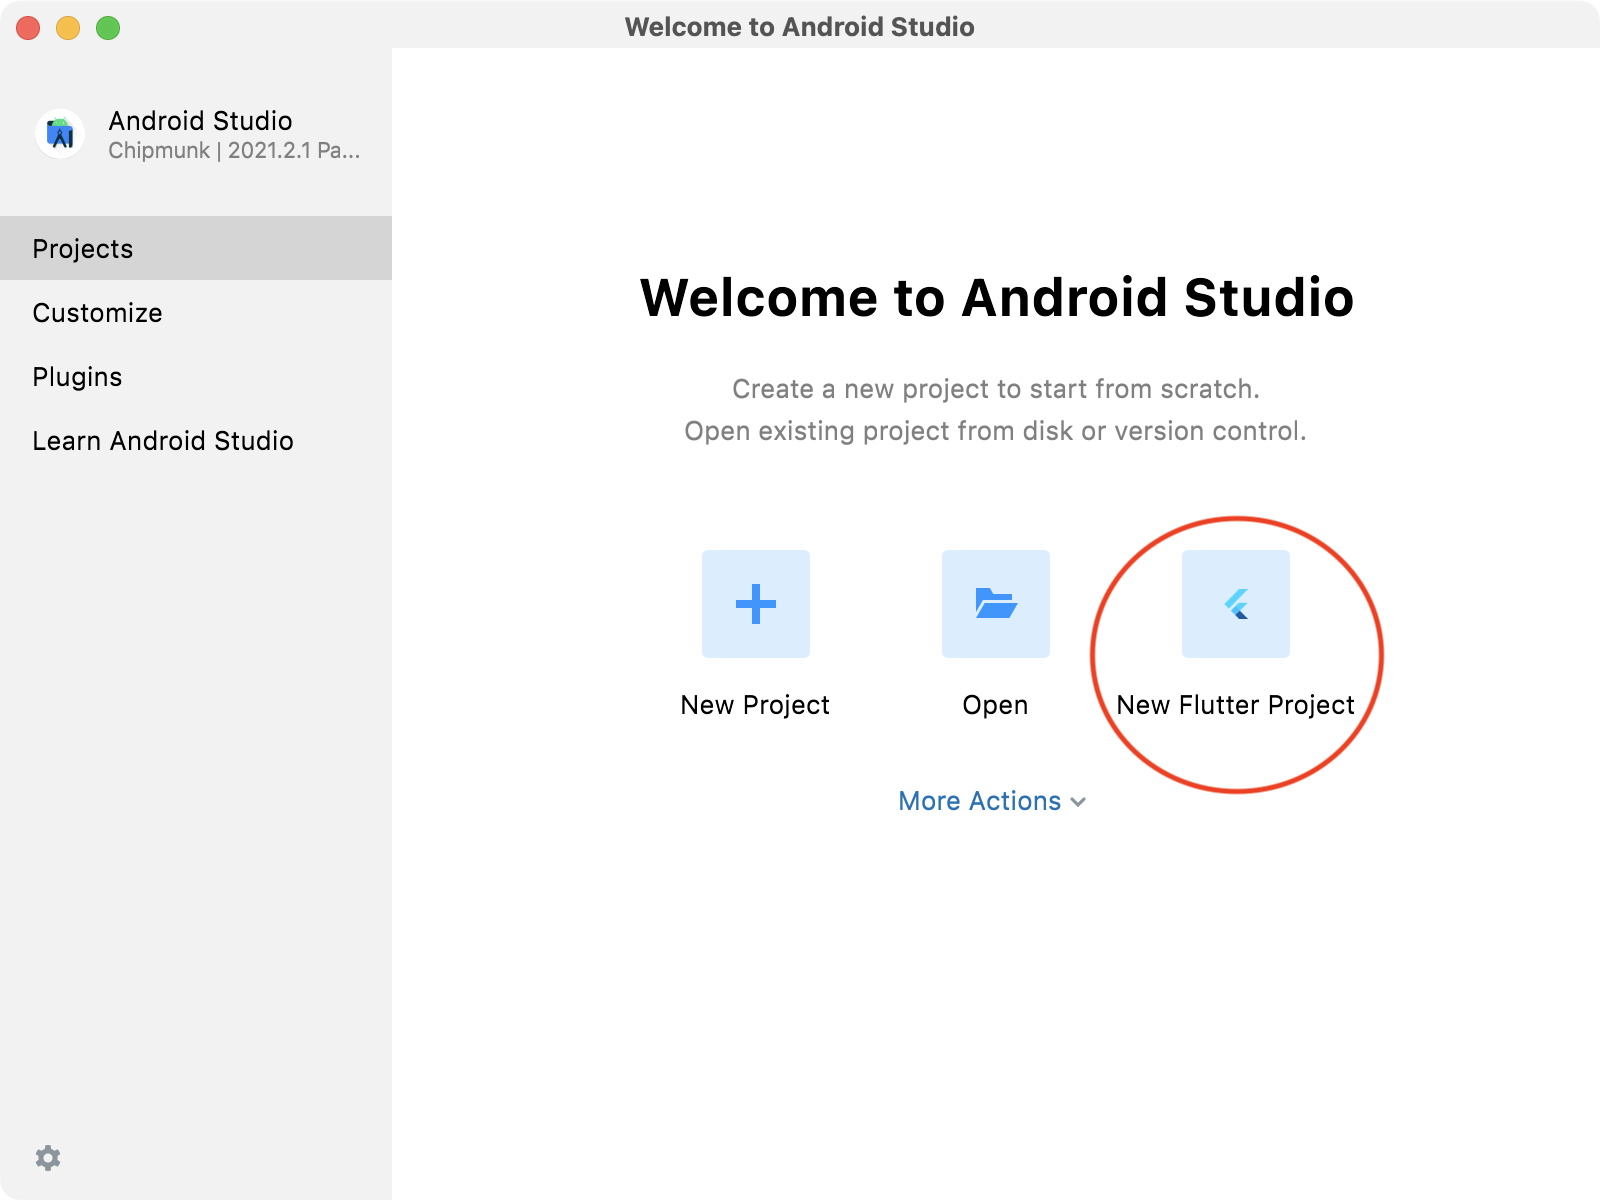 Welcome to Android Studio
Android Studio
Chipmunk | 2021.2.1 Pa...
Projects
Customize
Plugins
Learn Android Studio
Welcome to Android Studio
Create a new project to start from scratch.
Open existing project from disk or version control.
New Project
Open
New Flutter Project
More Actions